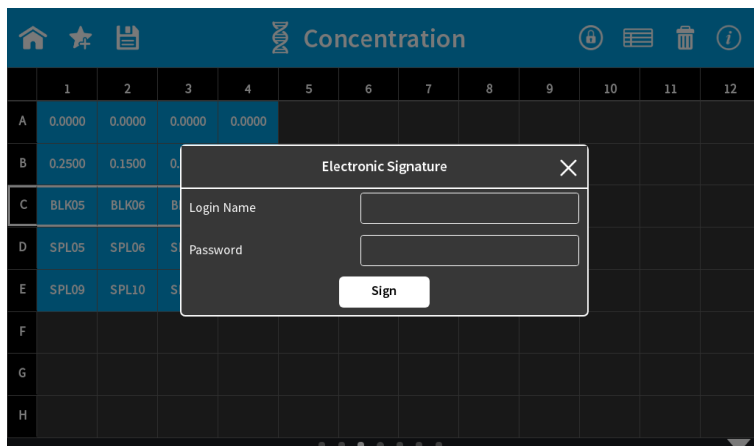 Concentration
1 2 3 4 5 6 7 8 9 10 11 12
A 0.0000 0.0000 0.0000 0.0000
B 0.2500 0.1500 0.
Electronic Signature
C BLK05 BLK06 B
Login Name
D SPL05 SPL06 S
Password
E SPL09 SPL10 S
Sign
F
G
H